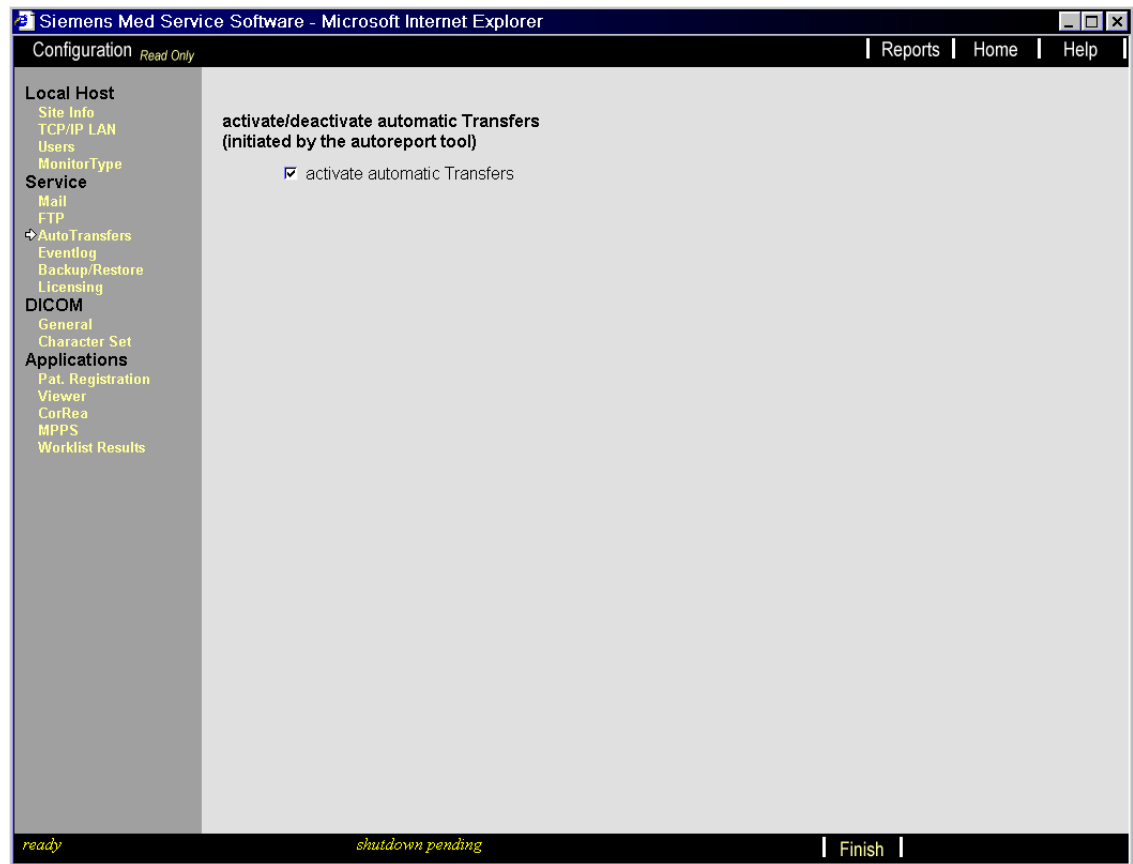 Siemens Med Service Software - Microsoft Internet Explorer
Configuration Read Only
Reports Home Help
Local Host
Site Info
TCP/IP LAN
Users
MonitorType
Service
Mail
FTP
AutoTransfers
Eventlog
Backup/Restore
Licensing
DICOM
General
Character Set
Applications
Pat. Registration
Viewer
CorRea
MPPS
Worklist Results
activate/deactivate automatic Transfers
(initiated by the autoreport tool)
activate automatic Transfers
ready shutdown pending Finish